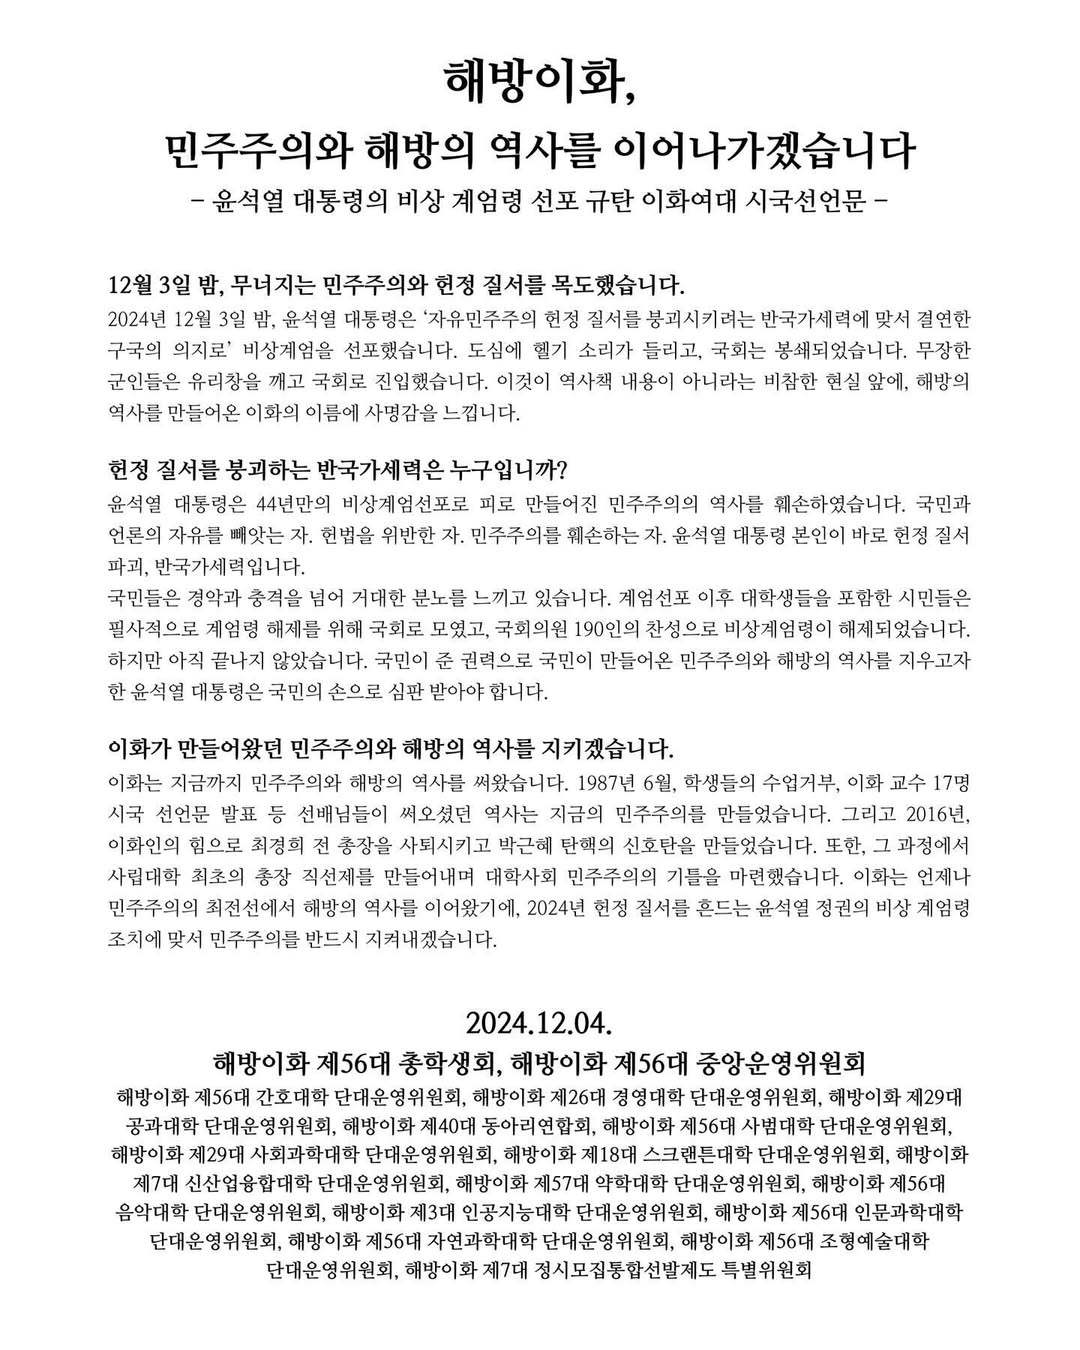 해방이화,
민주주의와 해방의 역사를 이어나가겠습니다
– 윤석열 대통령의 비상 계엄령 선포 규탄 이화여대 시국선언문 –
12월 3일 밤, 무너지는 민주주의와 헌정 질서를 목도했습니다.
2024년 12월 3일 밤, 윤석열 대통령은 ‘자유민주주의 헌정 질서를 붕괴시키려는 반국가세력에 맞서 결연한
구국의 의지로’ 비상계엄을 선포했습니다. 도심에 헬기 소리가 들리고, 국회는 봉쇄되었습니다. 무장한
군인들은 유리창을 깨고 국회로 진입했습니다. 이것이 역사책 내용이 아니라는 비참한 현실 앞에, 해방의
역사를 만들어온 이화의 이름에 사명감을 느낍니다.
헌정 질서를 붕괴하는 반국가세력은 누구입니까?
윤석열 대통령은 44년만의 비상계엄선포로 피로 만들어진 민주주의의 역사를 훼손하였습니다. 국민과
언론의 자유를 빼앗는 자. 헌법을 위반한 자. 민주주의를 훼손하는 자. 윤석열 대통령 본인이 바로 헌정 질서
파괴, 반국가세력입니다.
국민들은 경악과 충격을 넘어 거대한 분노를 느끼고 있습니다. 계엄선포 이후 대학생들을 포함한 시민들은
필사적으로 계엄령 해제를 위해 국회로 모였고, 국회의원 190인의 찬성으로 비상계엄령이 해제되었습니다.
하지만 아직 끝나지 않았습니다. 국민이 준 권력으로 국민이 만들어온 민주주의와 해방의 역사를 지우고자
한 윤석열 대통령은 국민의 손으로 심판 받아야 합니다.
이화가 만들어왔던 민주주의와 해방의 역사를 지키겠습니다.
이화는 지금까지 민주주의와 해방의 역사를 써왔습니다. 1987년 6월, 학생들의 수업거부, 이화 교수 17명
시국 선언문 발표 등 선배님들이 써오셨던 역사는 지금의 민주주의를 만들었습니다. 그리고 2016년,
이화인의 힘으로 최경희 전 총장을 사퇴시키고 박근혜 탄핵의 신호탄을 만들었습니다. 또한, 그 과정에서
사립대학 최초의 총장 직선제를 만들어내며 대학사회 민주주의의 기틀을 마련했습니다. 이화는 언제나
민주주의의 최전선에서 해방의 역사를 이어왔기에, 2024년 헌정 질서를 흔드는 윤석열 정권의 비상 계엄령
조치에 맞서 민주주의를 반드시 지켜내겠습니다.
2024.12.04.
해방이화 제56대 총학생회, 해방이화 제56대 중앙운영위원회
해방이화 제56대 간호대학 단대운영위원회, 해방이화 제26대 경영대학 단대운영위원회, 해방이화 제29대
공과대학 단대운영위원회, 해방이화 제40대 동아리연합회, 해방이화 제56대 사범대학 단대운영위원회,
해방이화 제29대 사회과학대학 단대운영위원회, 해방이화 제18대 스크랜튼대학 단대운영위원회, 해방이화
제7대 신산업융합대학 단대운영위원회, 해방이화 제57대 약학대학 단대운영위원회, 해방이화 제56대
음악대학 단대운영위원회, 해방이화 제3대 인공지능대학 단대운영위원회, 해방이화 제56대 인문과학대학
단대운영위원회, 해방이화 제56대 자연과학대학 단대운영위원회, 해방이화 제56대 조형예술대학
단대운영위원회, 해방이화 제7대 정시모집통합선발제도 특별위원회